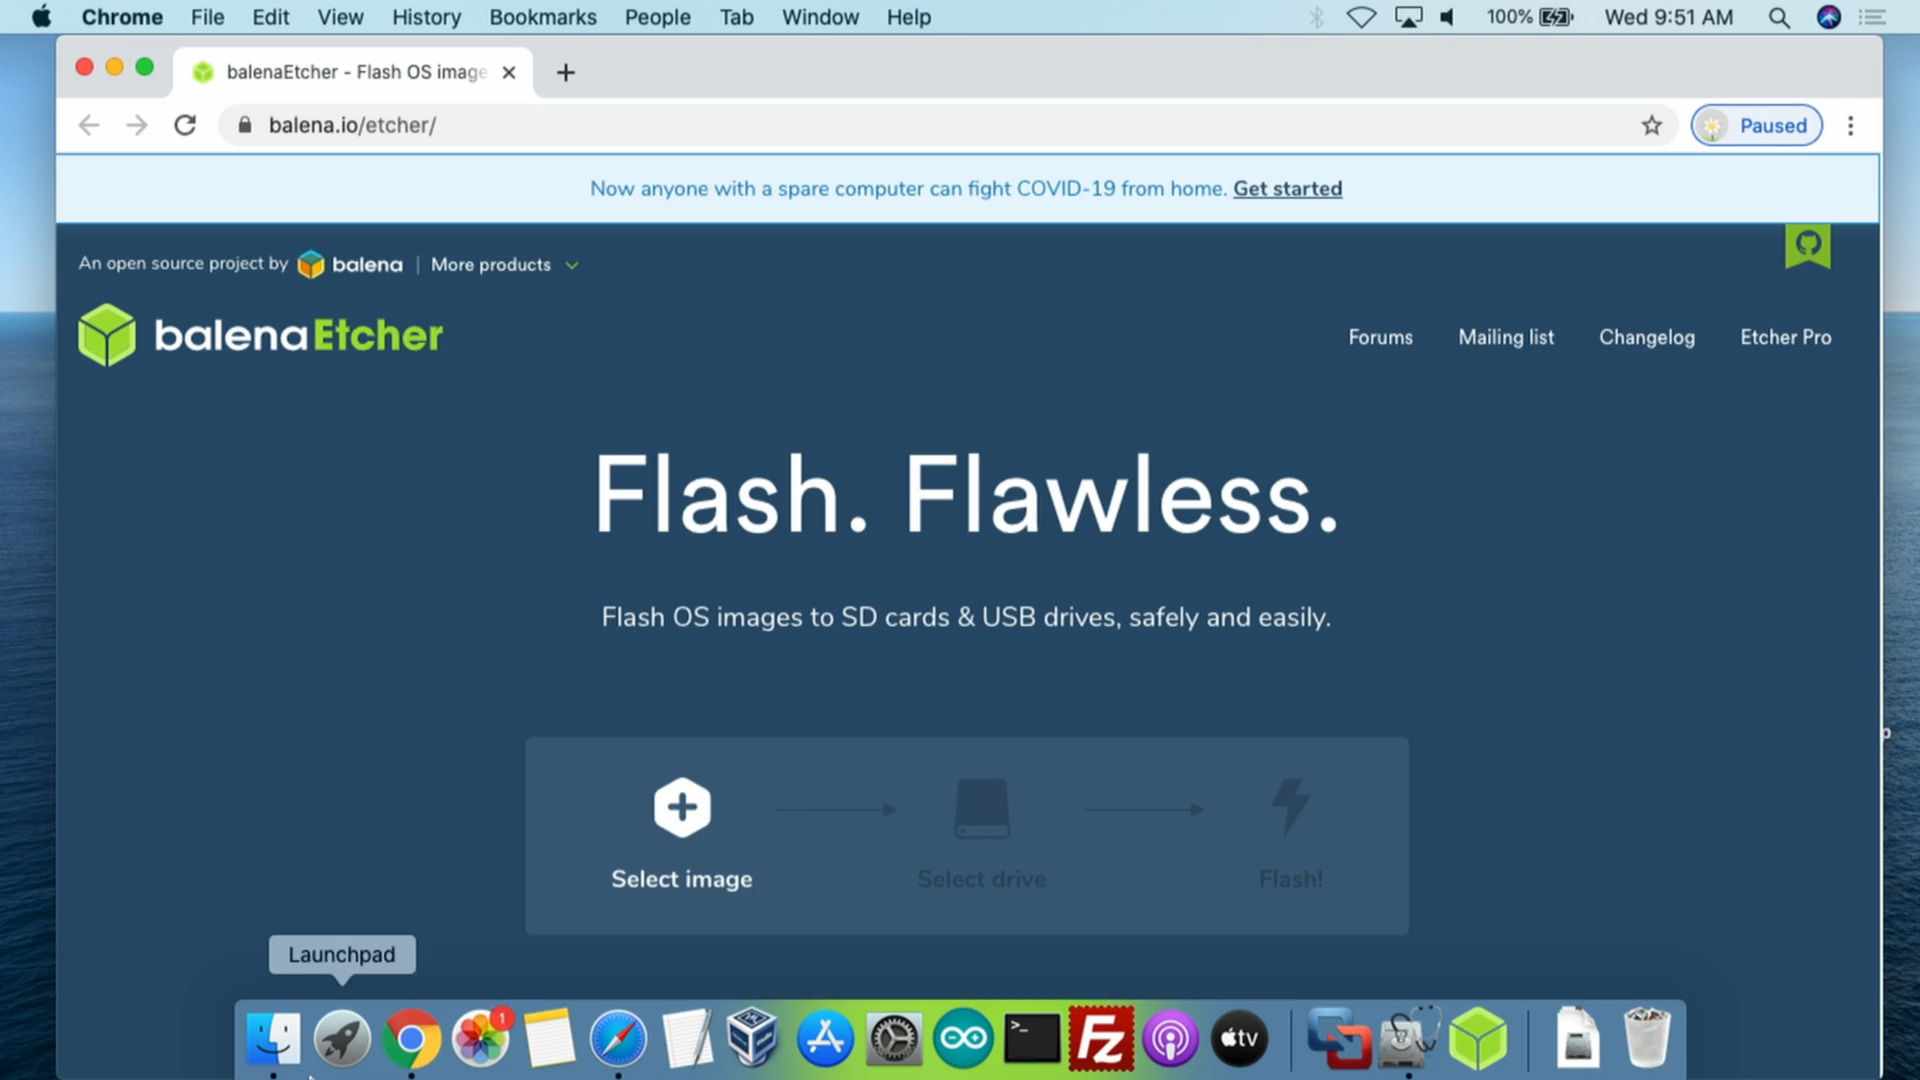 Chrome File Edit View History Bookmarks People Tab Window Help 100% Wed 9:51 AM
balenaEtcher - Flash OS image
balena.io/etcher/ Paused
Now anyone with a spare computer can fight COVID-19 from home. Get started
An open source project by balena | More products
balenaEtcher
Forums Mailing list Changelog Etcher Pro
Flash. Flawless.
Flash OS images to SD cards & USB drives, safely and easily.
Select image Select drive Flash!
Launchpad
1
>_
FZ
tv